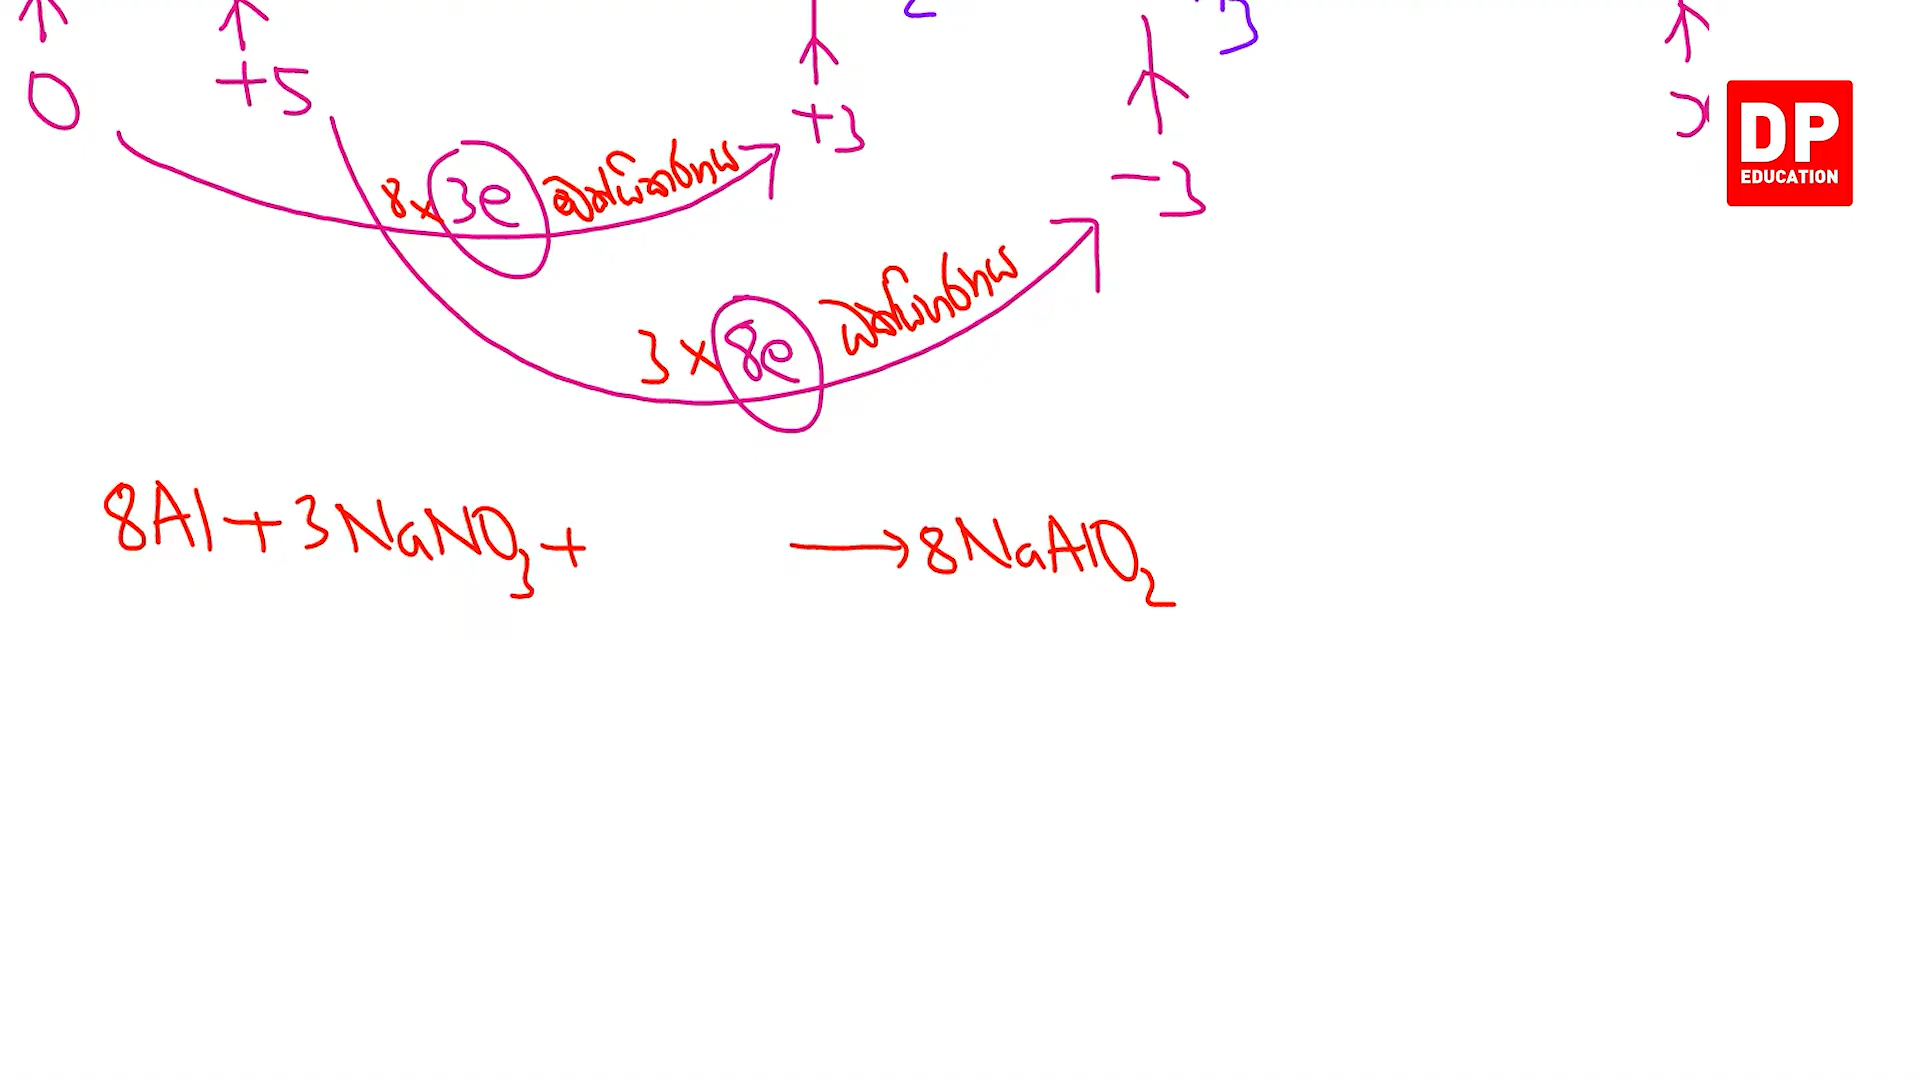 0 +5 +3 -3
DP
EDUCATION
8 × 3e ඔක්සිකරණය
3 × 8e ඔක්සිහරණය
8Al + 3NaNO₃ + ⟶ 8NaAlO₂